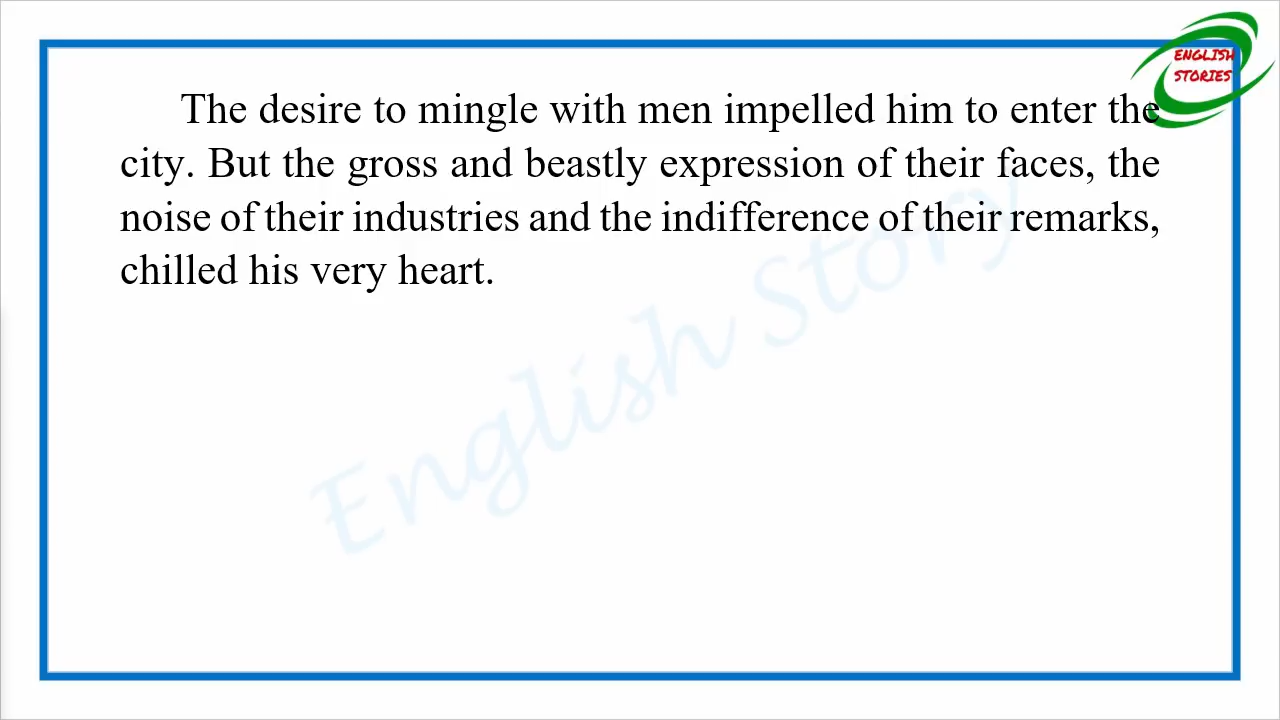 ENGLISH
STORIES
The desire to mingle with men impelled him to enter the
city. But the gross and beastly expression of their faces, the
noise of their industries and the indifference of their remarks,
chilled his very heart.
English Story